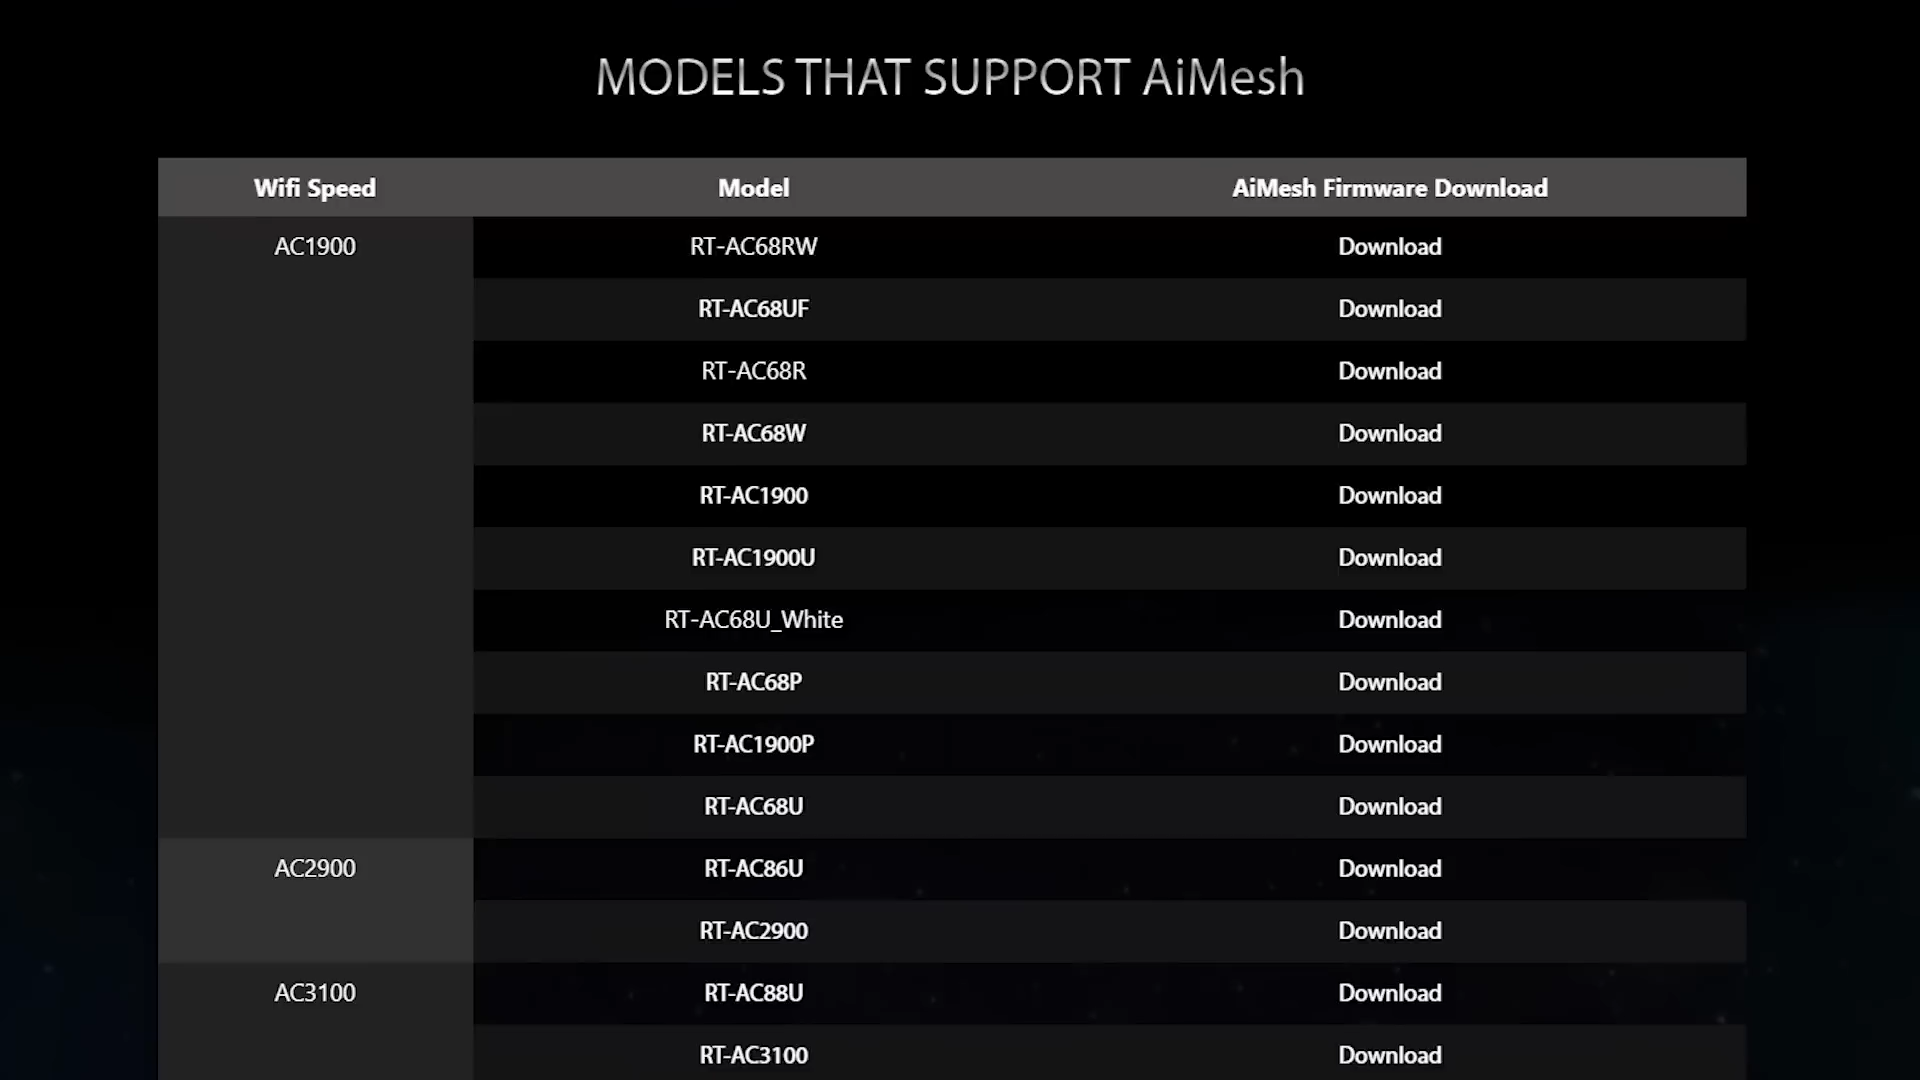 MODELS THAT SUPPORT AiMesh
Wifi Speed Model AiMesh Firmware Download
AC1900 RT-AC68RW Download
RT-AC68UF Download
RT-AC68R Download
RT-AC68W Download
RT-AC1900 Download
RT-AC1900U Download
RT-AC68U_White Download
RT-AC68P Download
RT-AC1900P Download
RT-AC68U Download
AC2900 RT-AC86U Download
RT-AC2900 Download
AC3100 RT-AC88U Download
RT-AC3100 Download